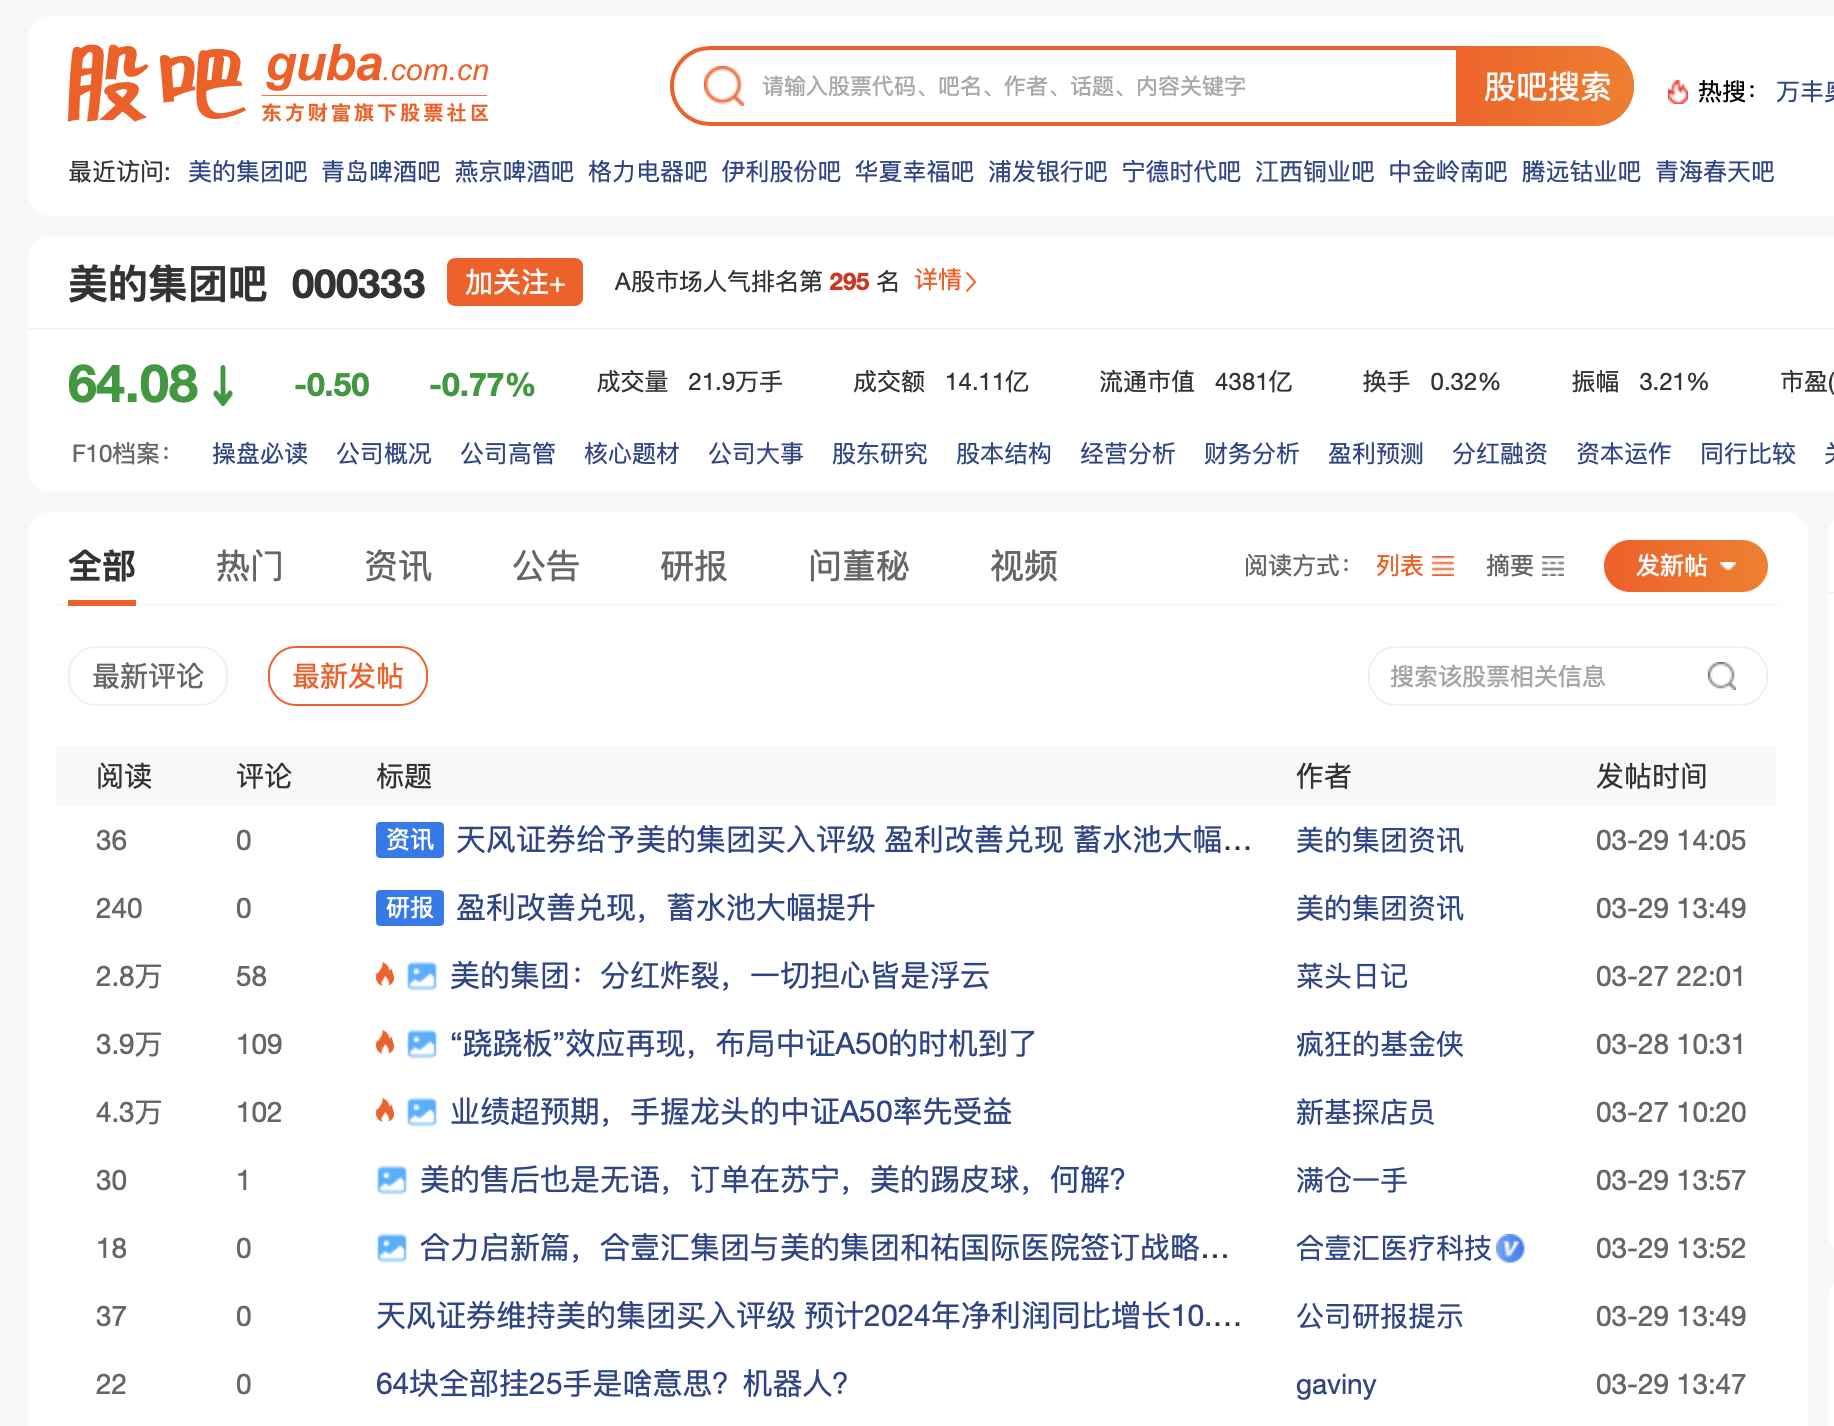 股吧 guba.com.cn
东方财富旗下股票社区
请输入股票代码、吧名、作者、话题、内容关键字 股吧搜索 热搜： 万丰
最近访问: 美的集团吧 青岛啤酒吧 燕京啤酒吧 格力电器吧 伊利股份吧 华夏幸福吧 浦发银行吧 宁德时代吧 江西铜业吧 中金岭南吧 腾远钴业吧 青海春天吧
美的集团吧 000333 加关注+ A股市场人气排名第 295 名 详情>
64.08↓ -0.50 -0.77% 成交量 21.9万手 成交额 14.11亿 流通市值 4381亿 换手 0.32% 振幅 3.21% 市盈(
F10档案： 操盘必读 公司概况 公司高管 核心题材 公司大事 股东研究 股本结构 经营分析 财务分析 盈利预测 分红融资 资本运作 同行比较
全部 热门 资讯 公告 研报 问董秘 视频 阅读方式： 列表 摘要 发新帖
最新评论 最新发帖 搜索该股票相关信息
阅读 评论 标题 作者 发帖时间
36 0 资讯 天风证券给予美的集团买入评级 盈利改善兑现 蓄水池大幅... 美的集团资讯 03-29 14:05
240 0 研报 盈利改善兑现，蓄水池大幅提升 美的集团资讯 03-29 13:49
2.8万 58 美的集团：分红炸裂，一切担心皆是浮云 菜头日记 03-27 22:01
3.9万 109 “跷跷板”效应再现，布局中证A50的时机到了 疯狂的基金侠 03-28 10:31
4.3万 102 业绩超预期，手握龙头的中证A50率先受益 新基探店员 03-27 10:20
30 1 美的售后也是无语，订单在苏宁，美的踢皮球，何解？ 满仓一手 03-29 13:57
18 0 合力启新篇，合壹汇集团与美的集团和祐国际医院签订战略... 合壹汇医疗科技 V 03-29 13:52
37 0 天风证券维持美的集团买入评级 预计2024年净利润同比增长10.... 公司研报提示 03-29 13:49
22 0 64块全部挂25手是啥意思？机器人？ gaviny 03-29 13:47